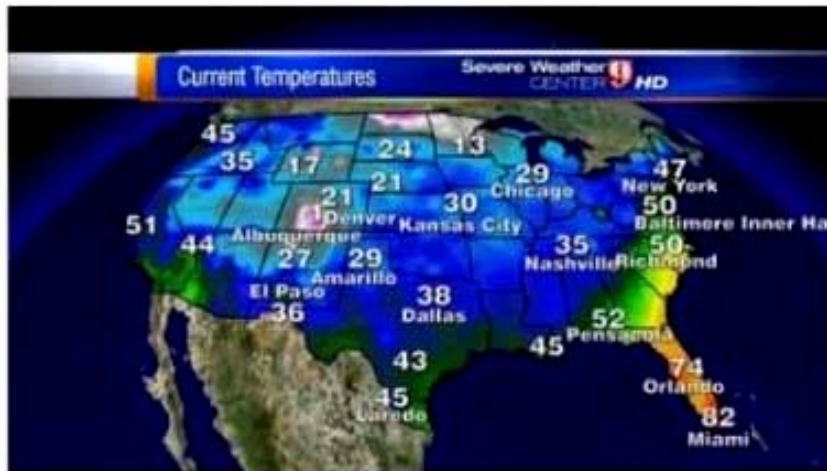 Current Temperatures
Severe Weather 9
CENTER HD
45
35
17
24
13
29
Chicago
47
New York
21
Denver
21
30
Kansas City
50
Baltimore Inner Ha
51
44
1
Albuquerque
27
29
Amarillo
35
Nashville
50
Richmond
El Paso
36
38
Dallas
52
Pensacola
45
43
45
Laredo
74
Orlando
82
Miami